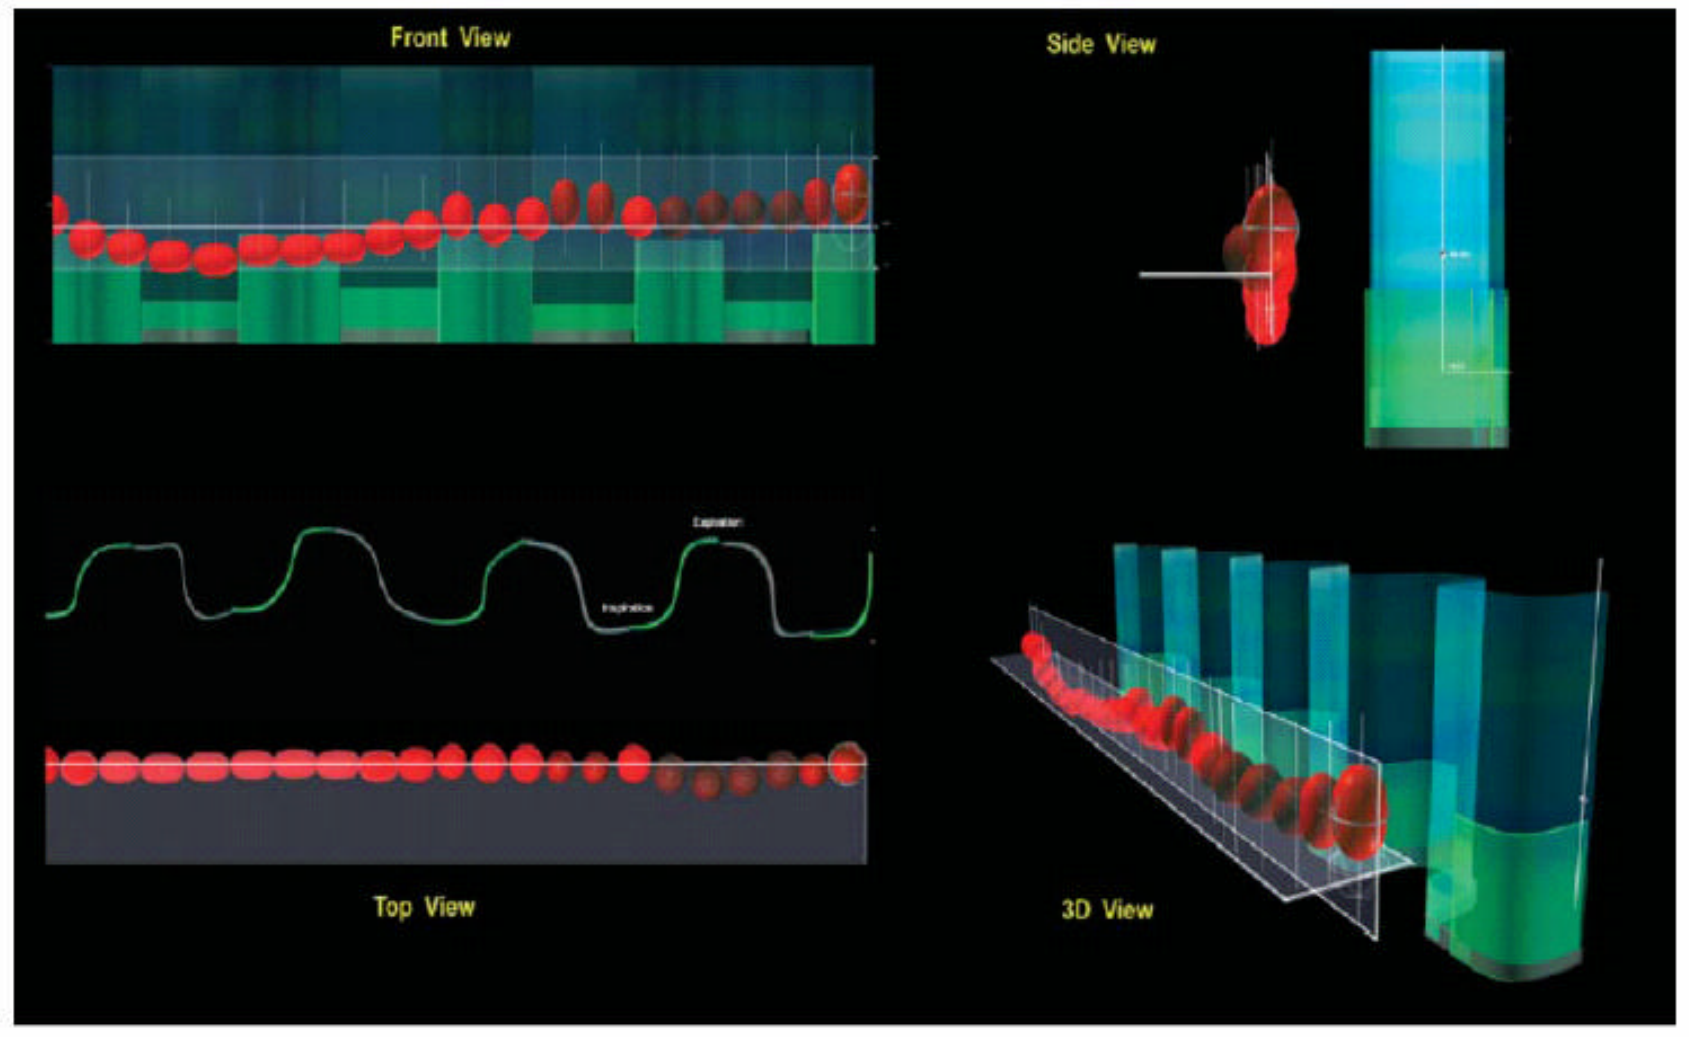 Front View
Side View
Expiration
Inspiration
Top View
3D View